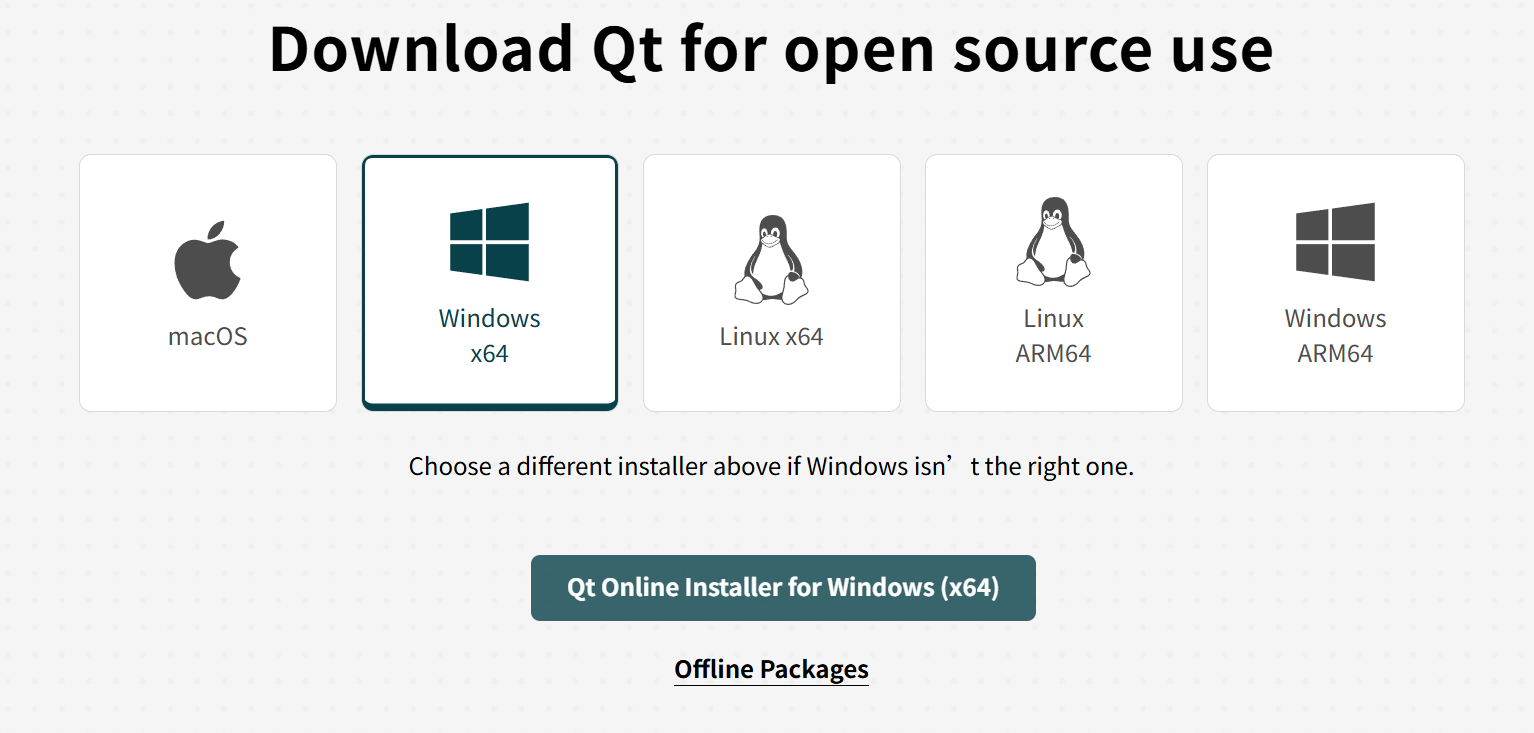 Download Qt for open source use
macOS
Windows
x64
Linux x64
Linux
ARM64
Windows
ARM64
Choose a different installer above if Windows isn’t the right one.
Qt Online Installer for Windows (x64)
Offline Packages